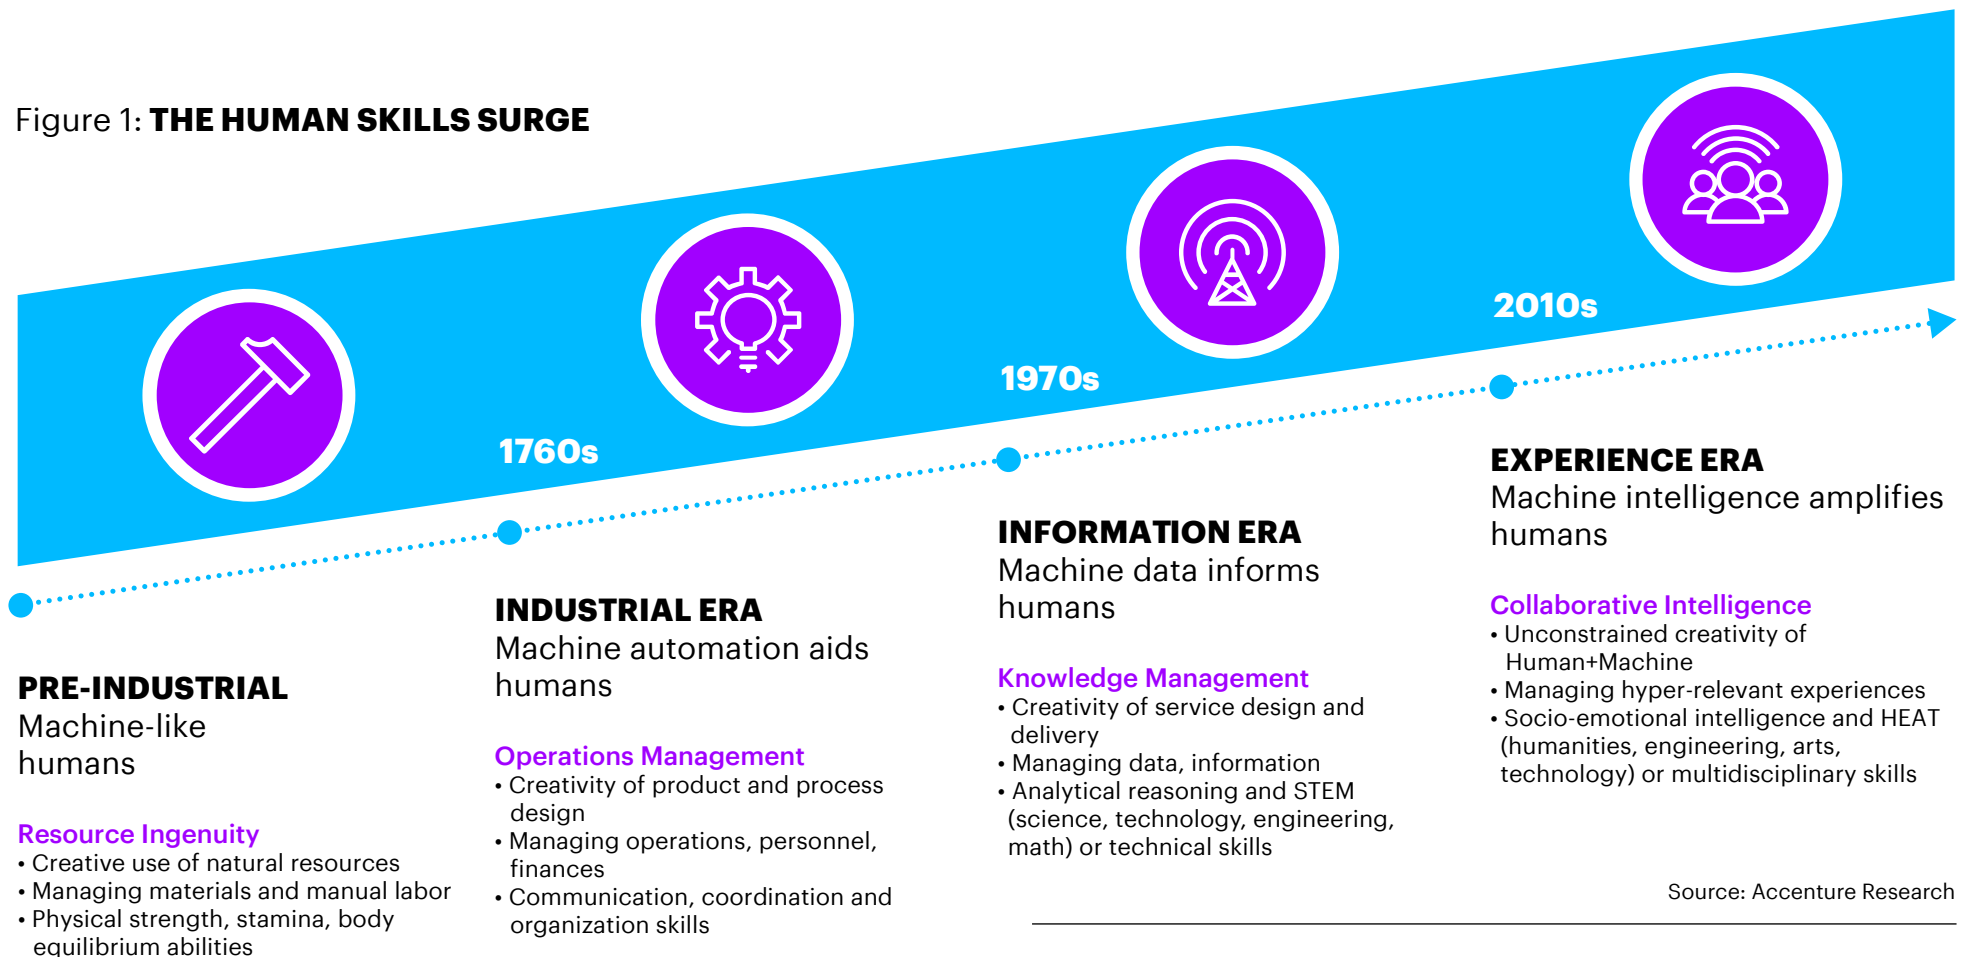 Figure 1: THE HUMAN SKILLS SURGE
1760s
1970s
2010s
PRE-INDUSTRIAL
Machine-like
humans
Resource Ingenuity
• Creative use of natural resources
• Managing materials and manual labor
• Physical strength, stamina, body
equilibrium abilities
INDUSTRIAL ERA
Machine automation aids
humans
Operations Management
• Creativity of product and process
design
• Managing operations, personnel,
finances
• Communication, coordination and
organization skills
INFORMATION ERA
Machine data informs
humans
Knowledge Management
• Creativity of service design and
delivery
• Managing data, information
• Analytical reasoning and STEM
(science, technology, engineering,
math) or technical skills
EXPERIENCE ERA
Machine intelligence amplifies
humans
Collaborative Intelligence
• Unconstrained creativity of
Human+Machine
• Managing hyper-relevant experiences
• Socio-emotional intelligence and HEAT
(humanities, engineering, arts,
technology) or multidisciplinary skills
Source: Accenture Research